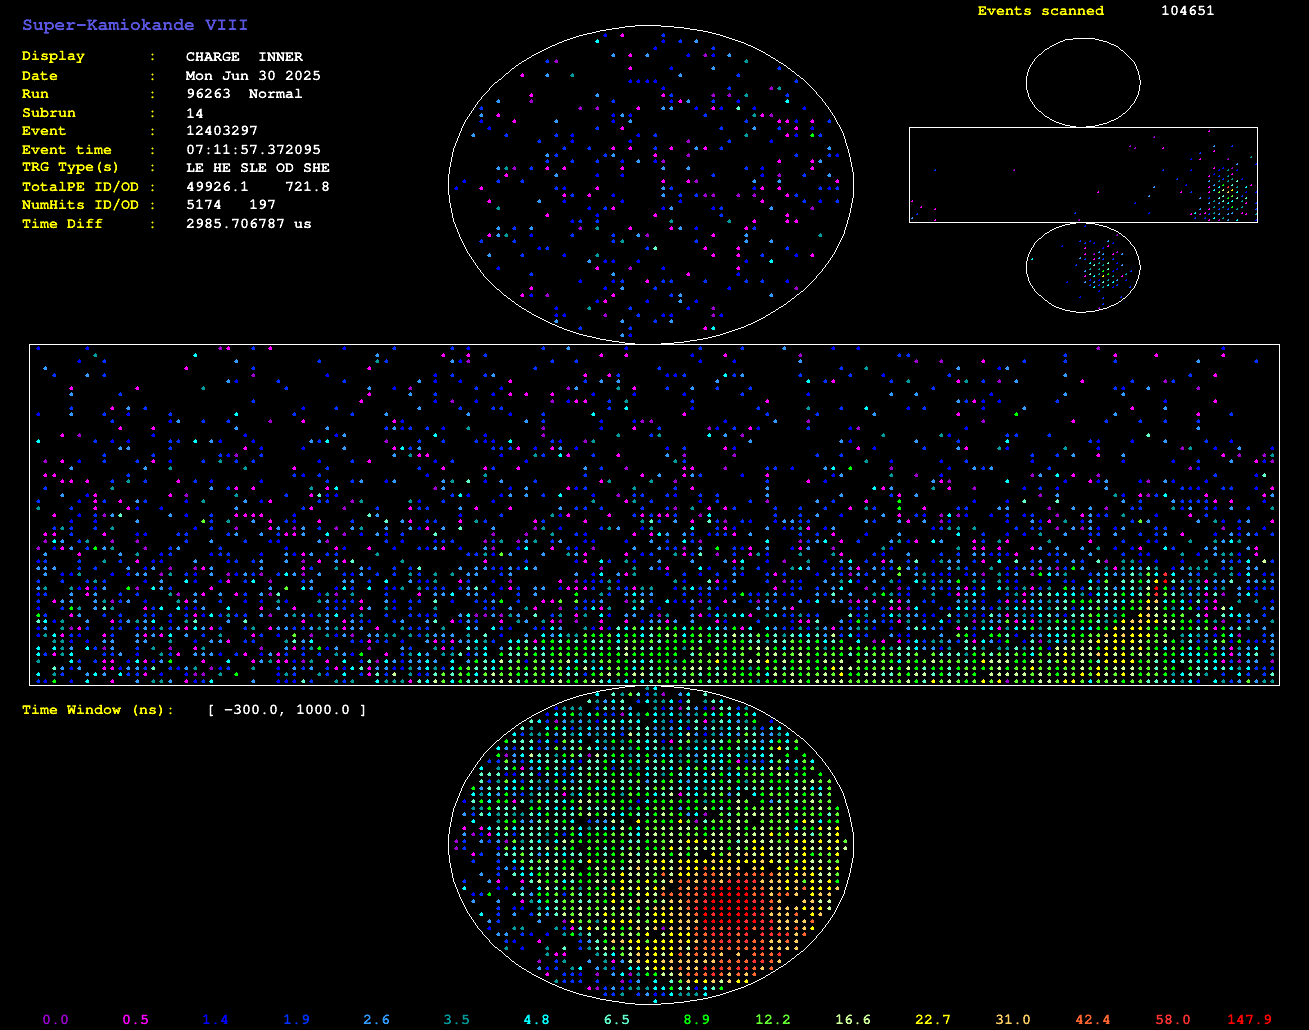 Super-Kamiokande VIII
Events scanned 104651
Display : CHARGE INNER
Date : Mon Jun 30 2025
Run : 96263 Normal
Subrun : 14
Event : 12403297
Event time : 07:11:57.372095
TRG Type(s) : LE HE SLE OD SHE
TotalPE ID/OD : 49926.1 721.8
NumHits ID/OD : 5174 197
Time Diff : 2985.706787 us
Time Window (ns): [ -300.0, 1000.0 ]
0.0 0.5 1.4 1.9 2.6 3.5 4.8 6.5 8.9 12.2 16.6 22.7 31.0 42.4 58.0 147.9